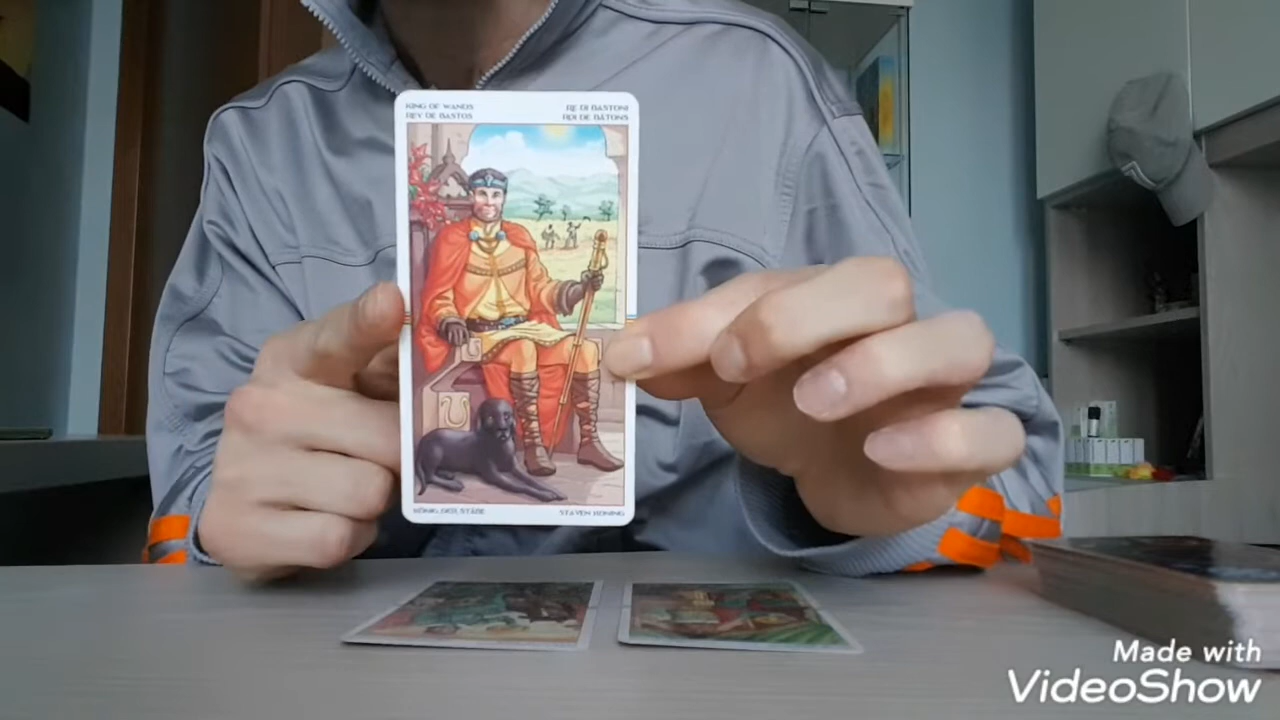 KING OF WANDS
REY DE BASTOS
RE DI BASTONI
ROI DE BÂTONS
KÖNIG DER STÄBE
STAVEN KONING
Made with
VideoShow